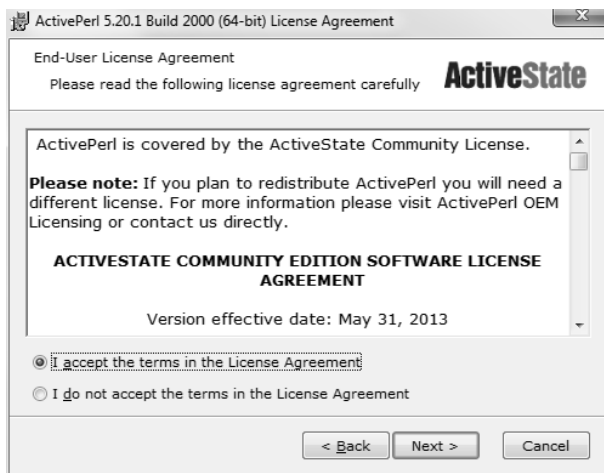 ActivePerl 5.20.1 Build 2000 (64-bit) License Agreement
End-User License Agreement
Please read the following license agreement carefully
ActiveState
ActivePerl is covered by the ActiveState Community License.
Please note: If you plan to redistribute ActivePerl you will need a
different license. For more information please visit ActivePerl OEM
Licensing or contact us directly.
ACTIVESTATE COMMUNITY EDITION SOFTWARE LICENSE
AGREEMENT
Version effective date: May 31, 2013
I accept the terms in the License Agreement
I do not accept the terms in the License Agreement
< Back Next > Cancel